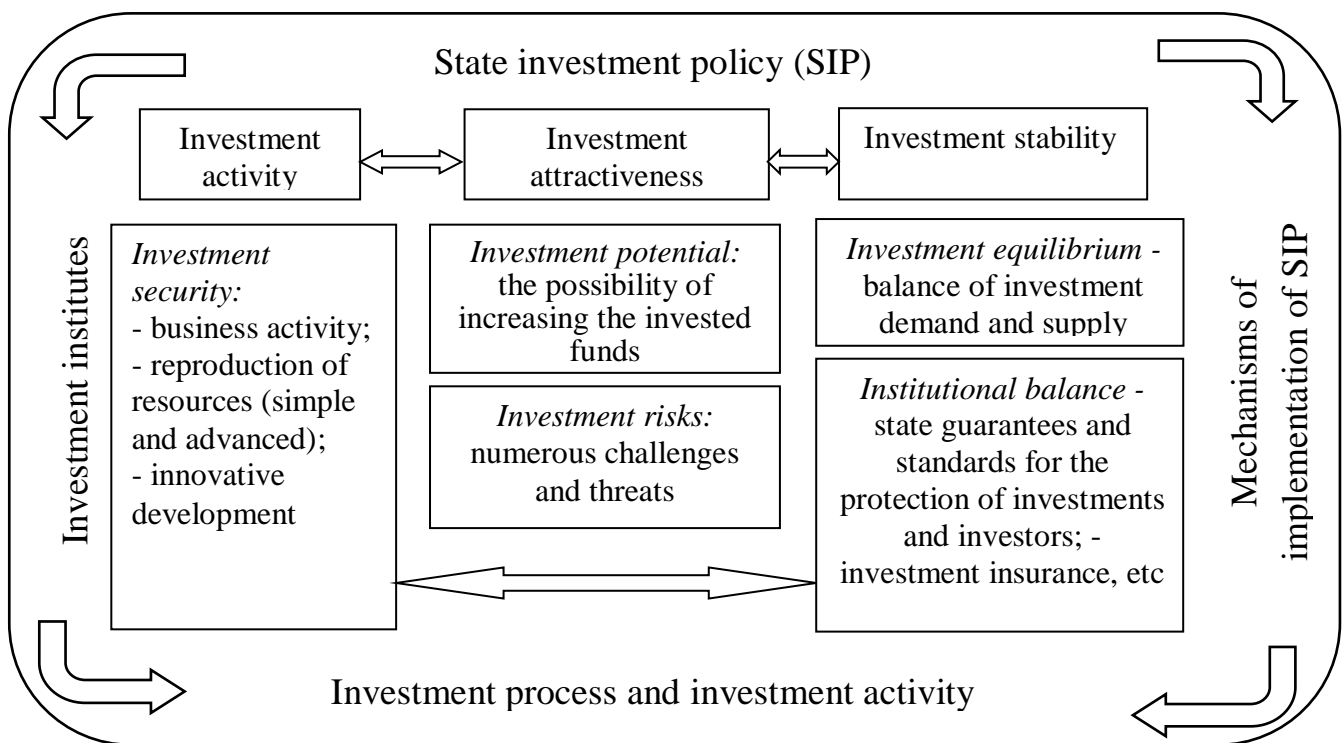 State investment policy (SIP)
Investment
activity
Investment
attractiveness
Investment stability
Investment institutes
Investment
security:
- business activity;
- reproduction of
resources (simple
and advanced);
- innovative
development
Investment potential:
the possibility of
increasing the invested
funds
Investment risks:
numerous challenges
and threats
Investment equilibrium -
balance of investment
demand and supply
Institutional balance -
state guarantees and
standards for the
protection of investments
and investors; -
investment insurance, etc
Mechanisms of
implementation of SIP
Investment process and investment activity